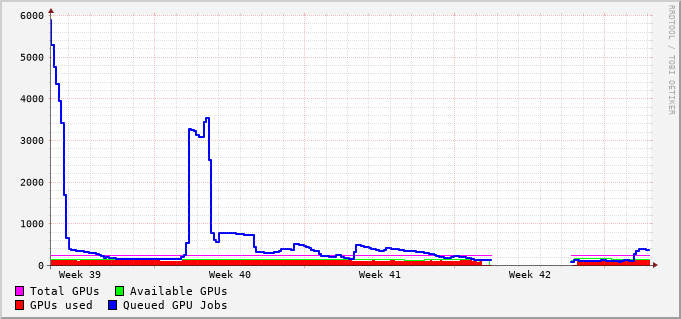 6000
5000
4000
3000
2000
1000
0
Week 39 Week 40 Week 41 Week 42
Total GPUs Available GPUs
GPUs used Queued GPU Jobs
RRDTOOL / TOBI OETIKER